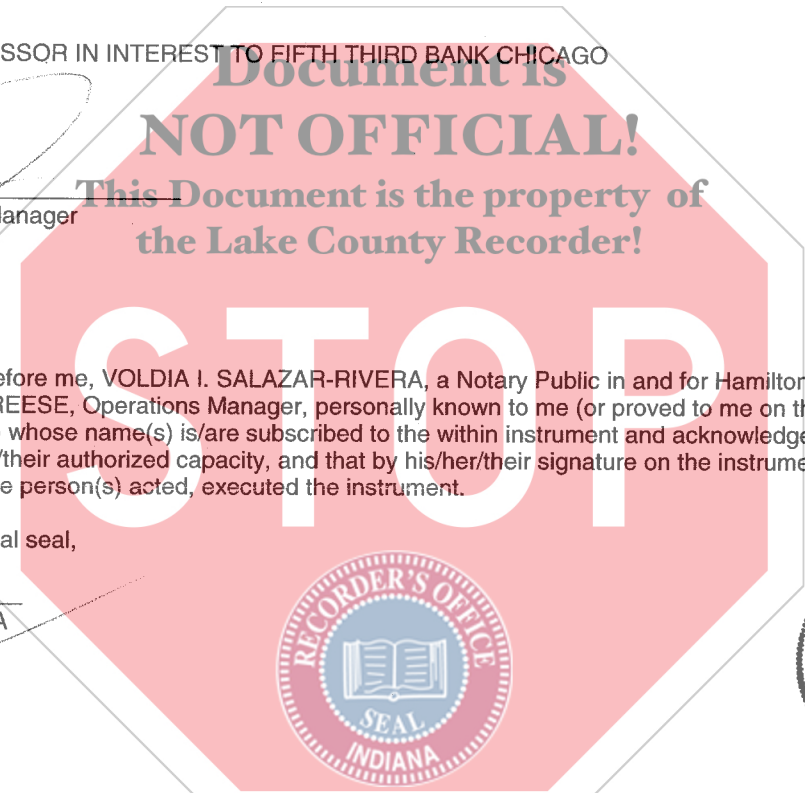 SSOR IN INTEREST TO FIFTH THIRD BANK CHICAGO
Document is
NOT OFFICIAL!
This Document is the property of
anager
the Lake County Recorder!
STOP
efore me, VOLDIA I. SALAZAR-RIVERA, a Notary Public in and for Hamilton
REESE, Operations Manager, personally known to me (or proved to me on th
whose name(s) is/are subscribed to the within instrument and acknowledge
/their authorized capacity, and that by his/her/their signature on the instrume
e person(s) acted, executed the instrument.
al seal,
A
RECORDER'S OFFICE
SEAL
INDIANA